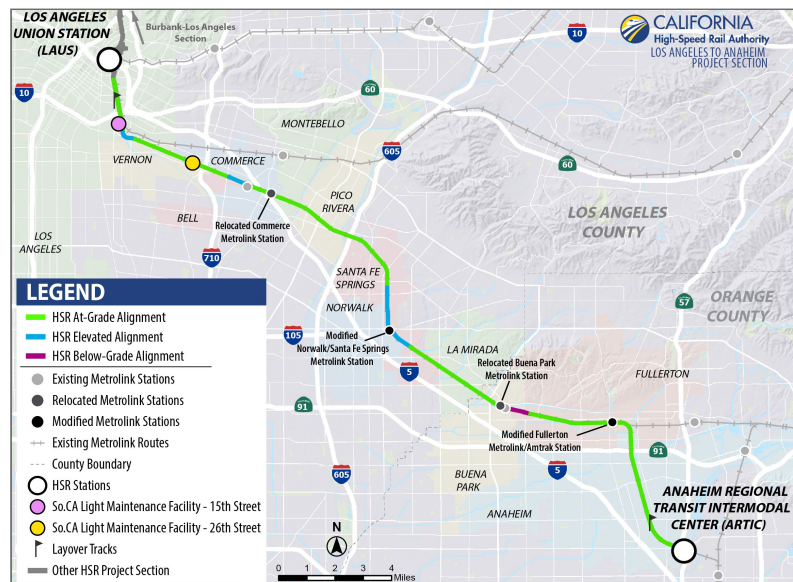 LOS ANGELES
UNION STATION
(LAUS)
Burbank-Los Angeles
Section
CALIFORNIA
High-Speed Rail Authority
LOS ANGELES TO ANAHEIM
PROJECT SECTION
10
10
60
MONTEBELLO
605
VERNON
COMMERCE
60
PICO
RIVERA
BELL
Relocated Commerce
Metrolink Station
LOS ANGELES
COUNTY
LOS
ANGELES
710
SANTA FE
SPRINGS
LEGEND
HSR At-Grade Alignment
HSR Elevated Alignment
HSR Below-Grade Alignment
Existing Metrolink Stations
Relocated Metrolink Stations
Modified Metrolink Stations
Existing Metrolink Routes
County Boundary
HSR Stations
So.CA Light Maintenance Facility - 15th Street
So.CA Light Maintenance Facility - 26th Street
Layover Tracks
Other HSR Project Section
57
ORANGE
COUNTY
NORWALK
105
Modified
Norwalk/Santa Fe Springs
Metrolink Station
LA MIRADA
5
Relocated Buena Park
Metrolink Station
FULLERTON
91
Modified Fullerton
Metrolink/Amtrak Station
91
605
5
BUENA
PARK
ANAHEIM
ANAHEIM REGIONAL
TRANSIT INTERMODAL
CENTER (ARTIC)
N
0 1 2 3 4
Miles